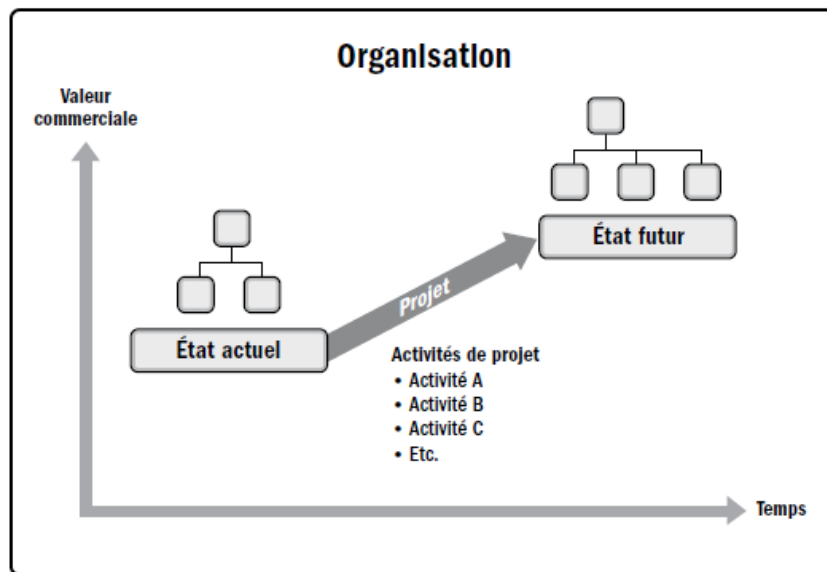 Organisation
Valeur
commerciale
État futur
Projet
État actuel
Activités de projet
• Activité A
• Activité B
• Activité C
• Etc.
Temps